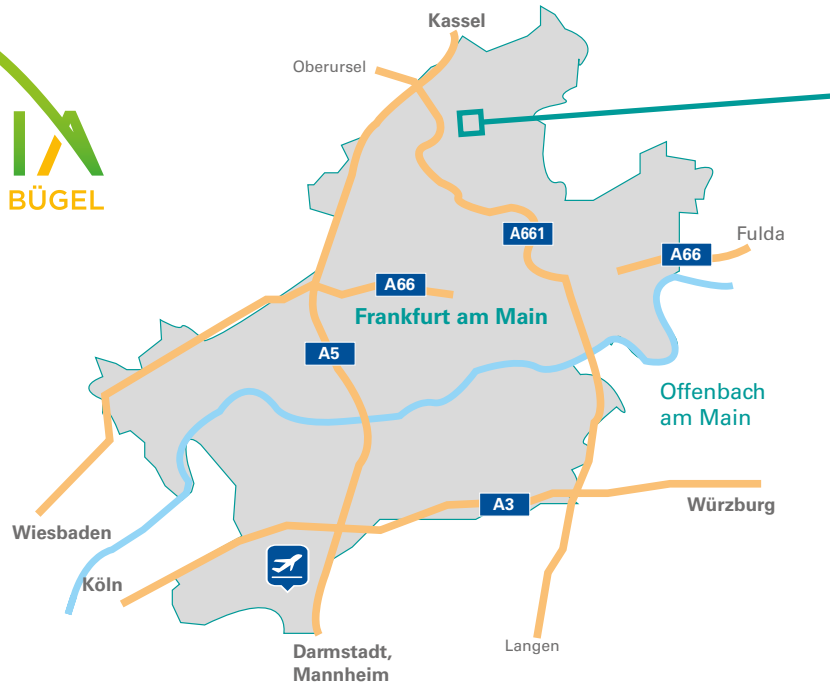 Kassel
Oberursel
IA
BÜGEL
A661
Fulda
A66
A66
Frankfurt am Main
A5
Offenbach
am Main
A3
Würzburg
Wiesbaden
Köln
Langen
Darmstadt,
Mannheim